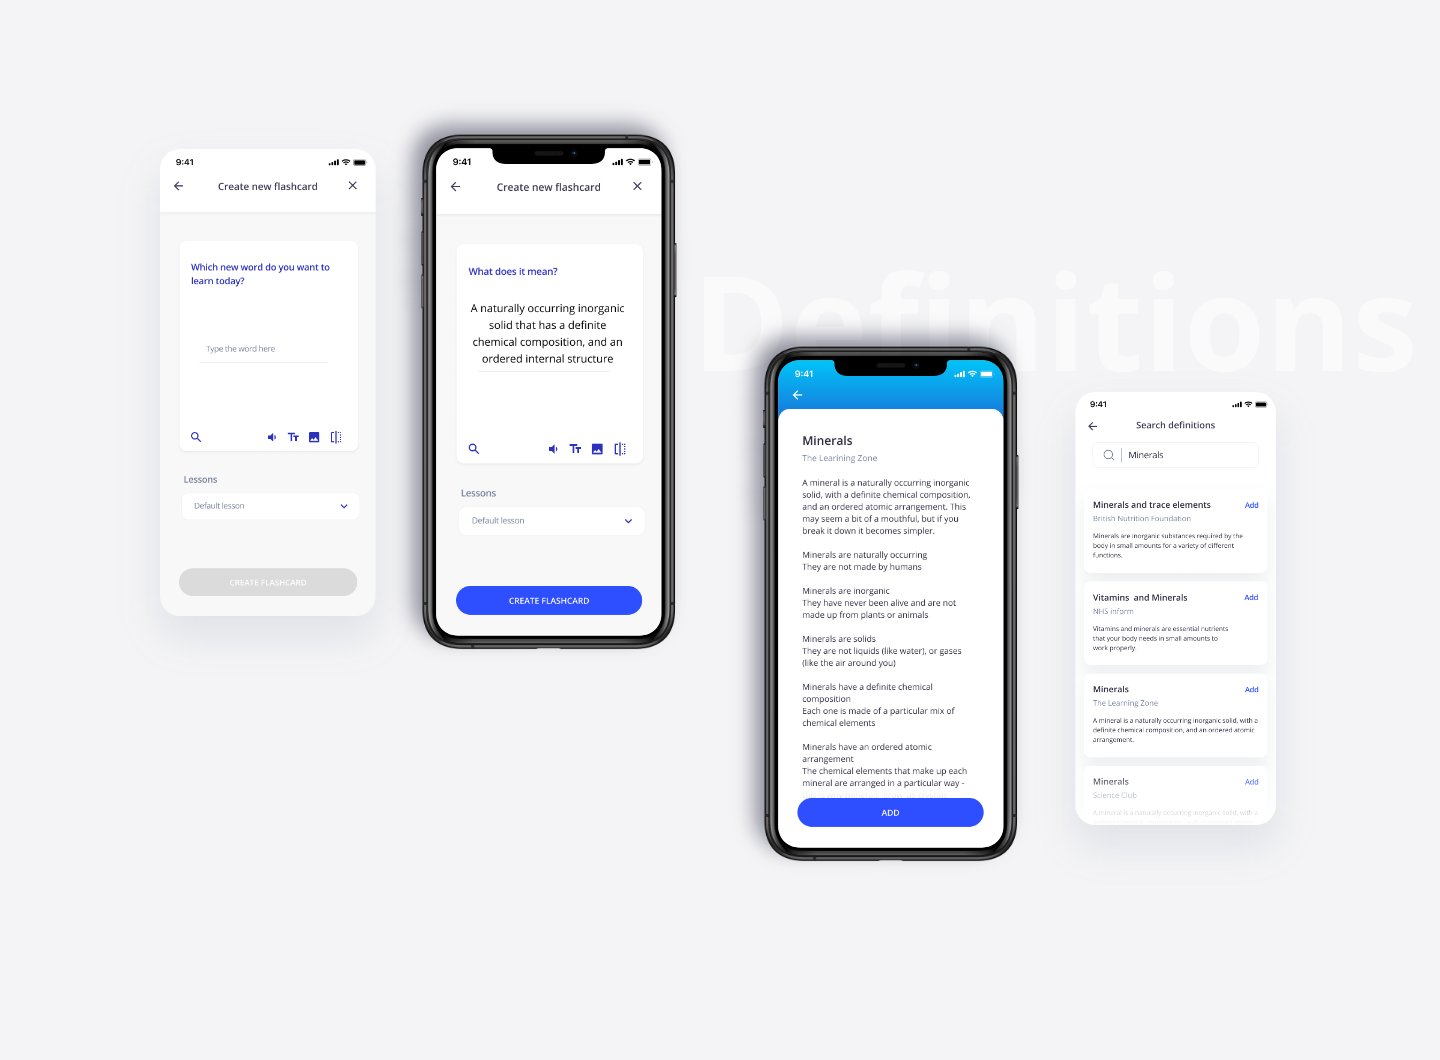 Definitions
9:41
Create new flashcard
Which new word do you want to
learn today?
Type the word here
Lessons
Default lesson
CREATE FLASHCARD
9:41
Create new flashcard
What does it mean?
A naturally occurring inorganic
solid that has a definite
chemical composition, and an
ordered internal structure
Tт
Lessons
Default lesson
CREATE FLASHCARD
9:41
Minerals
The Learining Zone
A mineral is a naturally occurring inorganic
solid, with a definite chemical composition,
and an ordered atomic arrangement. This
may seem a bit of a mouthful, but if you
break it down it becomes simpler.
Minerals are naturally occurring
They are not made by humans
Minerals are inorganic
They have never been alive and are not
made up from plants or animals
Minerals are solids
They are not liquids (like water), or gases
(like the air around you)
Minerals have a definite chemical
composition
Each one is made of a particular mix of
chemical elements
Minerals have an ordered atomic
arrangement
The chemical elements that make up each
mineral are arranged in a particular way -
ADD
9:41
Search definitions
Minerals
Minerals and trace elements Add
British Nutrition Foundation
Minerals are inorganic substances required by the
body in small amounts for a variety of different
functions.
Vitamins and Minerals Add
NHS inform
Vitamins and minerals are essential nutrients
that your body needs in small amounts to
work properly.
Minerals Add
The Learning Zone
A mineral is a naturally occurring inorganic solid, with a
definite chemical composition, and an ordered atomic
arrangement.
Minerals Add
Science Club
A mineral is a naturally occurring inorganic solid, with a